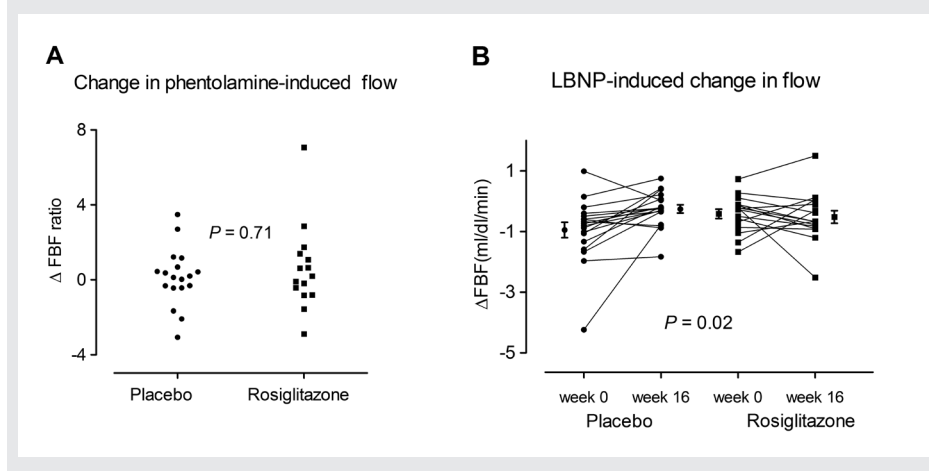 A
Change in phentolamine-induced flow
8
4
0
-4
Δ FBF ratio
P = 0.71
Placebo Rosiglitazone
B
LBNP-induced change in flow
1
-1
-3
-5
ΔFBF(ml/dl/min)
P = 0.02
week 0 week 16 week 0 week 16
Placebo Rosiglitazone